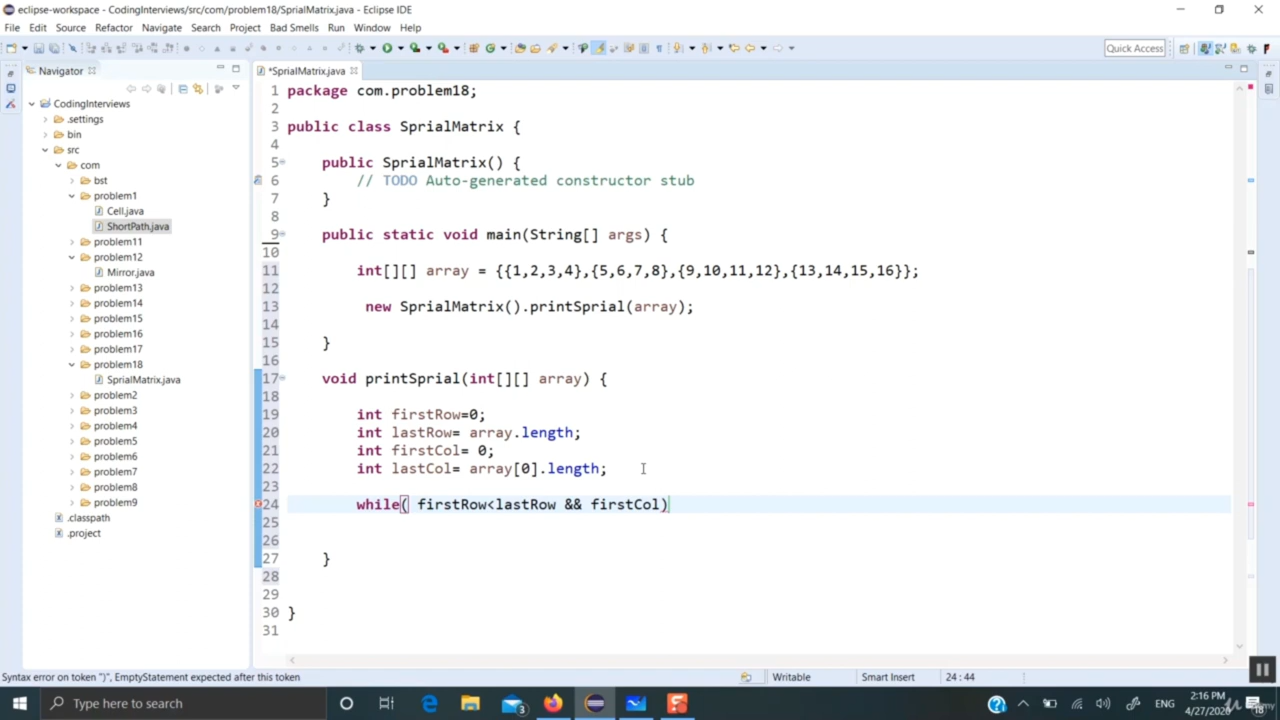 eclipse-workspace - CodingInterviews/src/com/problem18/SprialMatrix.java - Eclipse IDE
File Edit Source Refactor Navigate Search Project Bad Smells Run Window Help
Quick Access
Navigator
*SprialMatrix.java
CodingInterviews
.settings
bin
src
com
bst
problem1
Cell.java
ShortPath.java
problem11
problem12
Mirror.java
problem13
problem14
problem15
problem16
problem17
problem18
SprialMatrix.java
problem2
problem3
problem4
problem5
problem6
problem7
problem8
problem9
.classpath
.project
1 package com.problem18;
2
3 public class SprialMatrix {
4
5 public SprialMatrix() {
6 // TODO Auto-generated constructor stub
7 }
8
9 public static void main(String[] args) {
10
11 int[][] array = {{1,2,3,4},{5,6,7,8},{9,10,11,12},{13,14,15,16}};
12
13 new SprialMatrix().printSprial(array);
14
15 }
16
17 void printSprial(int[][] array) {
18
19 int firstRow=0;
20 int lastRow= array.length;
21 int firstCol= 0;
22 int lastCol= array[0].length;
23
24 while( firstRow<lastRow && firstCol)
25
26
27 }
28
29
30 }
31
Syntax error on token ")", EmptyStatement expected after this token
Writable
Smart Insert
24 : 44
Type here to search
3
ENG
2:16 PM
4/27/2020
18